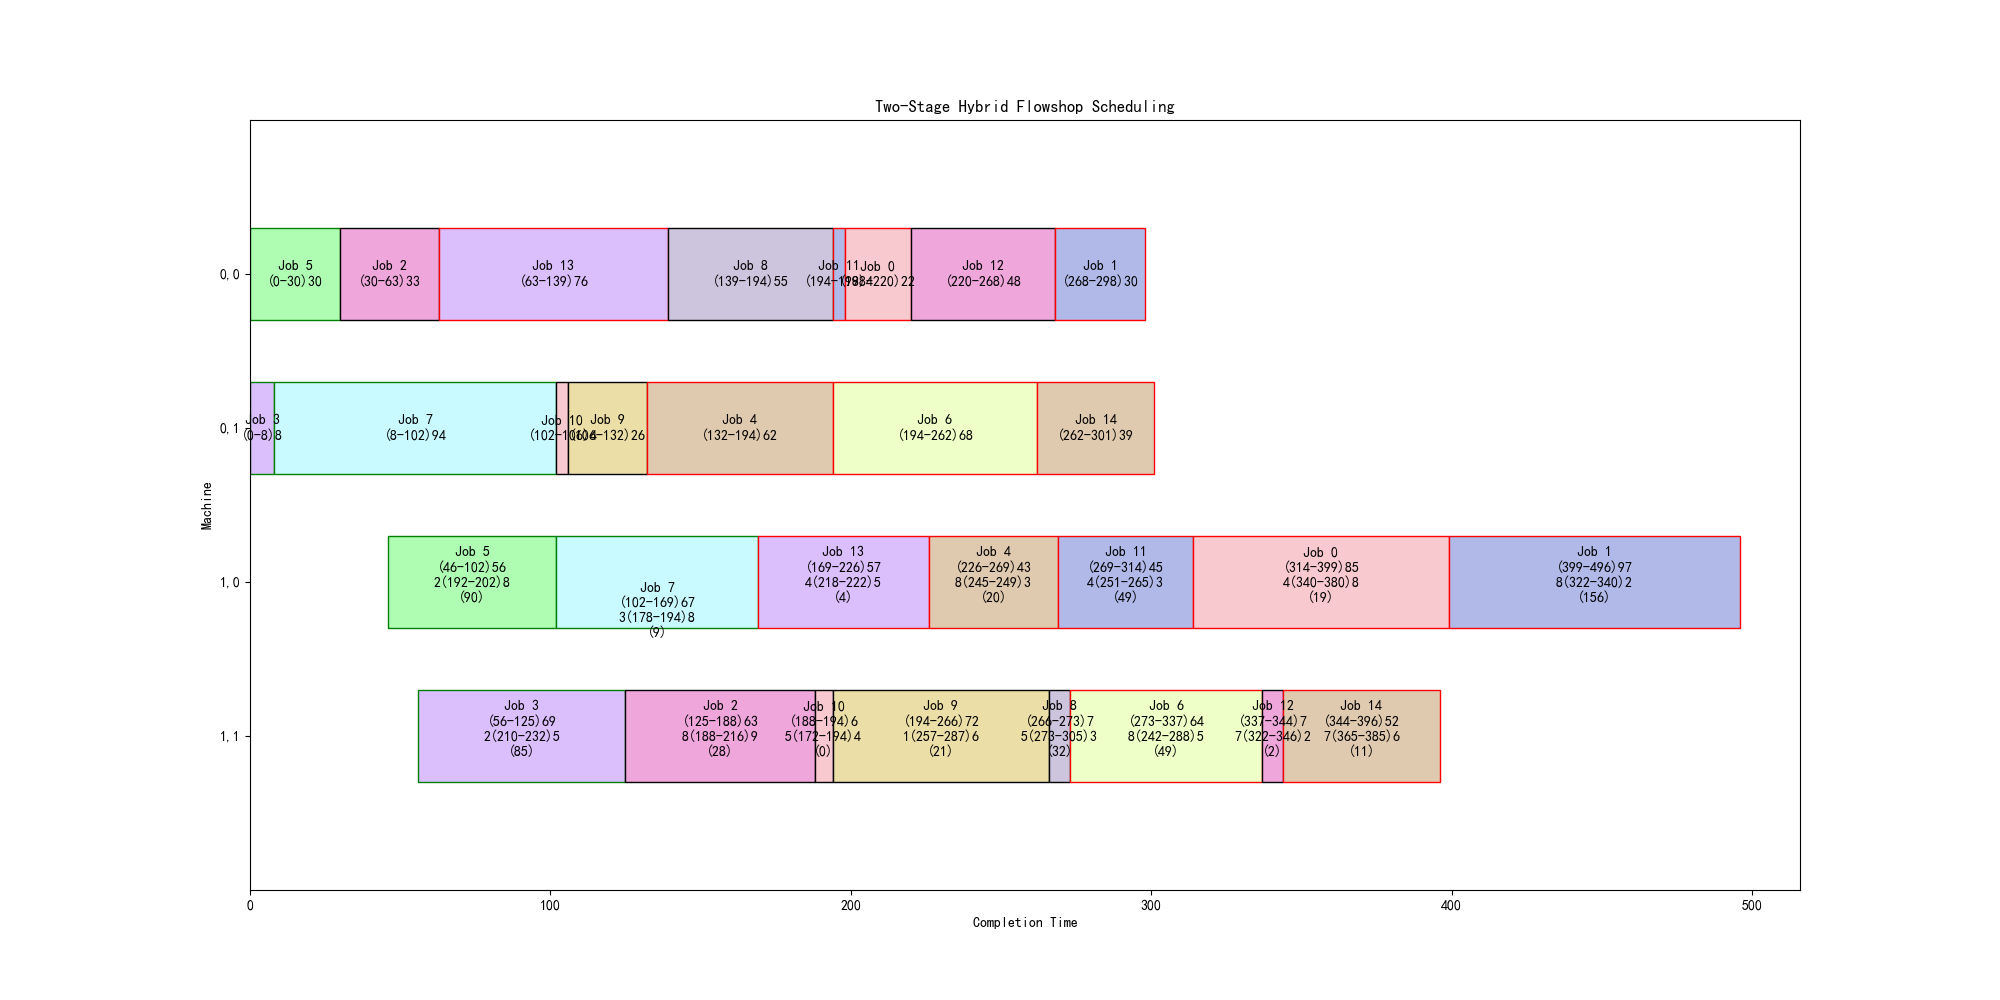 Two-Stage Hybrid Flowshop Scheduling
Machine
0,0
Job 5
(0-30)30
Job 2
(30-63)33
Job 13
(63-139)76
Job 8
(139-194)55
Job 11
Job 0
Job 12
(220-268)48
Job 1
(268-298)30
0,1
Job 3
(0-8)8
Job 7
(8-102)94
Job 10
Job 9
Job 4
(132-194)62
Job 6
(194-262)68
Job 14
(262-301)39
1,0
Job 5
(46-102)56
2(192-202)8
(90)
Job 7
(102-169)67
3(178-194)8
(9)
Job 13
(169-226)57
4(218-222)5
(4)
Job 4
(226-269)43
8(245-249)3
(20)
Job 11
(269-314)45
4(251-265)3
(49)
Job 0
(314-399)85
4(340-380)8
(19)
Job 1
(399-496)97
8(322-340)2
(156)
1,1
Job 3
(56-125)69
2(210-232)5
(85)
Job 2
(125-188)63
8(188-216)9
(28)
Job 10
(188-194)6
5(172-194)4
(0)
Job 9
(194-266)72
1(257-287)6
(21)
Job 8
(266-273)7
5(273-305)3
(32)
Job 6
(273-337)64
8(242-288)5
(49)
Job 12
(337-344)7
7(322-346)2
(2)
Job 14
(344-396)52
7(365-385)6
(11)
0
100
200
300
400
500
Completion Time